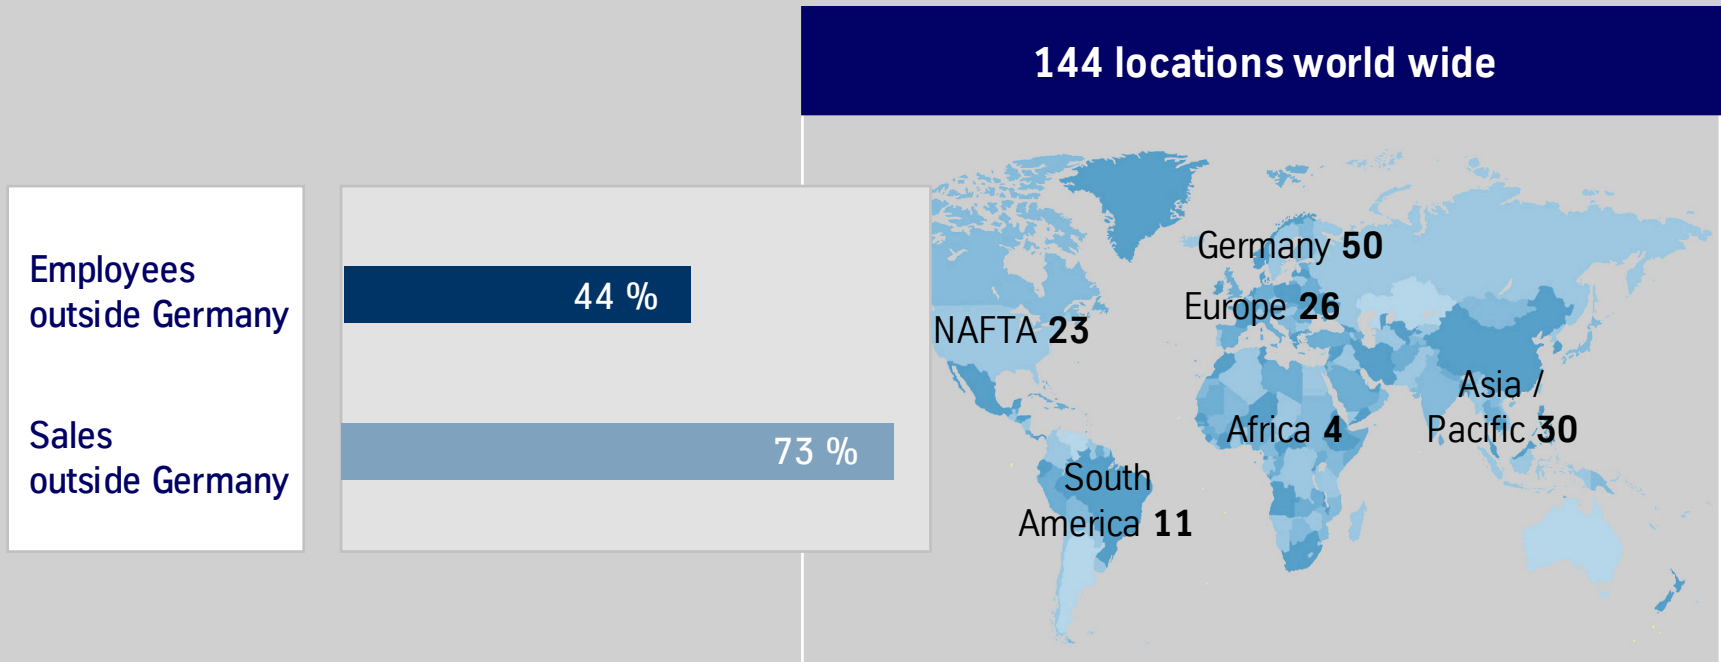 144 locations world wide
Employees
outside Germany
44 %
Sales
outside Germany
73 %
Germany 50
Europe 26
NAFTA 23
Asia /
Pacific 30
Africa 4
South
America 11